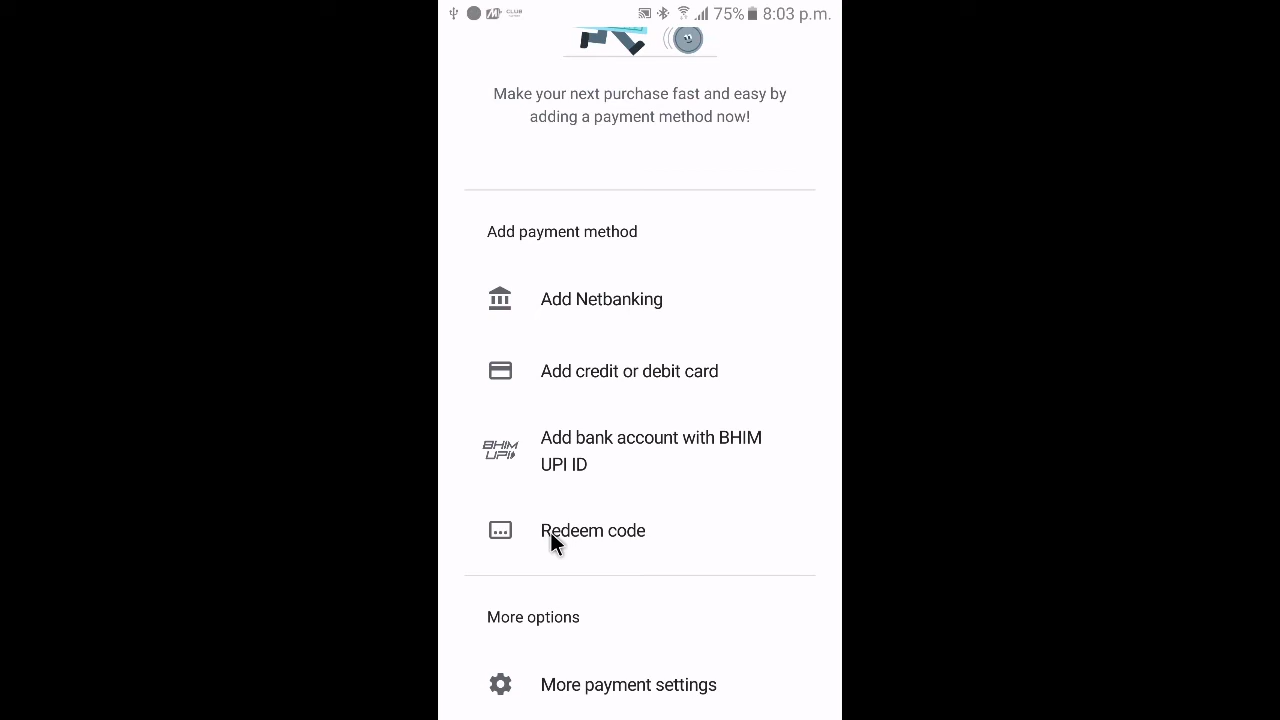 75% 8:03 p.m.
Make your next purchase fast and easy by
adding a payment method now!
Add payment method
Add Netbanking
Add credit or debit card
BHIM
UPI
Add bank account with BHIM
UPI ID
Redeem code
More options
More payment settings